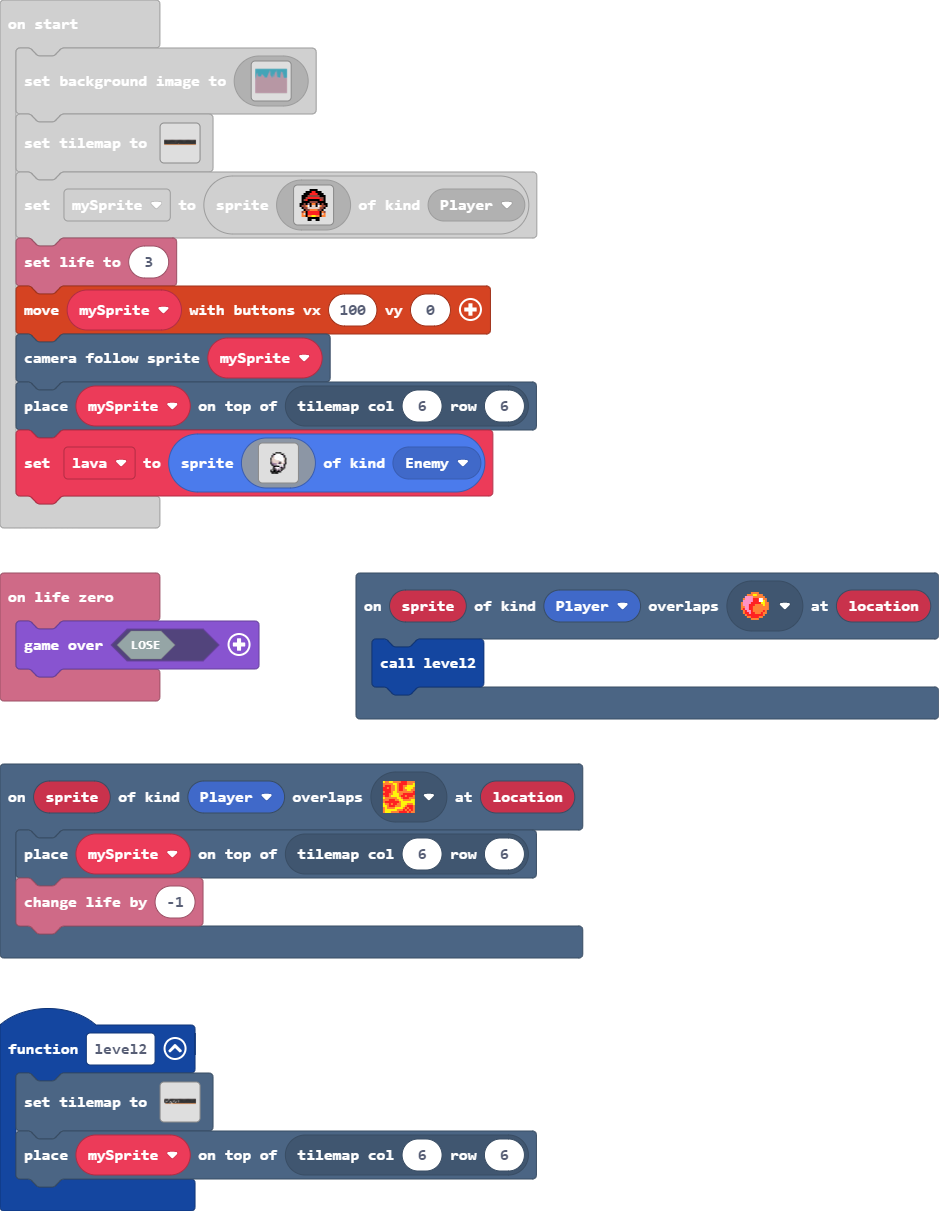 on start
set background image to
set tilemap to
set mySprite to sprite of kind Player
set life to 3
move mySprite with buttons vx 100 vy 0
camera follow sprite mySprite
place mySprite on top of tilemap col 6 row 6
set lava to sprite of kind Enemy
on life zero
game over LOSE
on sprite of kind Player overlaps at location
call level2
on sprite of kind Player overlaps at location
place mySprite on top of tilemap col 6 row 6
change life by -1
function level2
set tilemap to
place mySprite on top of tilemap col 6 row 6